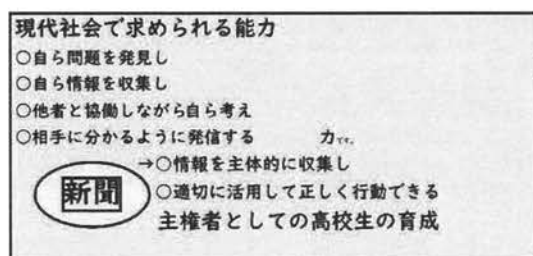 現代社会で求められる能力
○自ら問題を発見し
○自ら情報を収集し
○他者と協働しながら自ら考え
○相手に分かるように発信する 力です。
→○情報を主体的に収集し
新聞 ○適切に活用して正しく行動できる
主権者としての高校生の育成